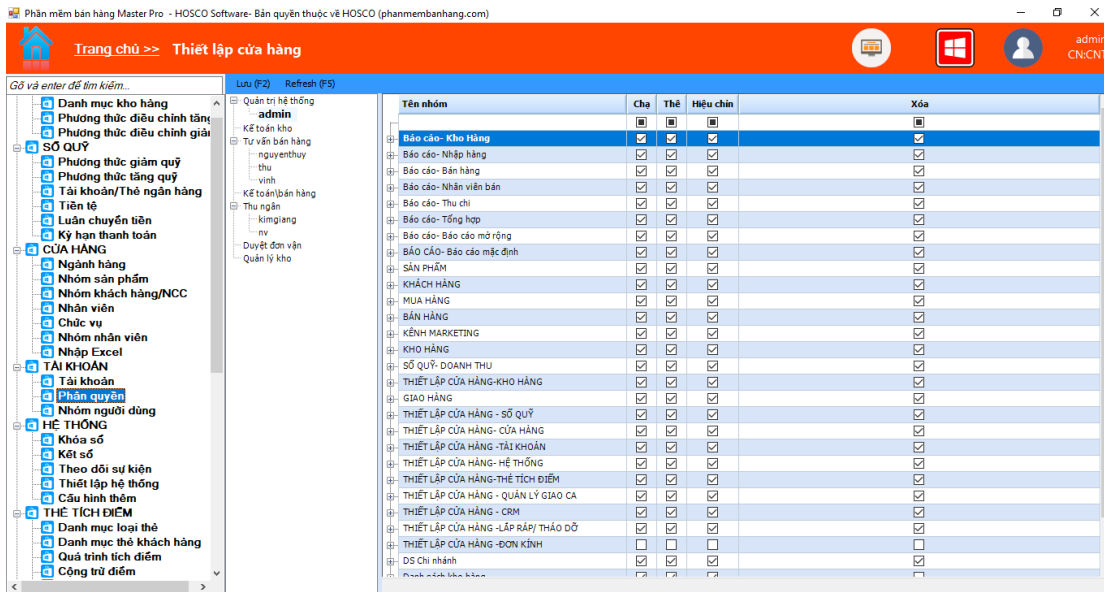 Phần mềm bán hàng Master Pro - HOSCO Software- Bản quyền thuộc về HOSCO (phanmembanhang.com)
Trang chủ >> Thiết lập cửa hàng
admin
CN:CNT
Gõ và enter để tìm kiếm...
Danh mục kho hàng
Phương thức điều chỉnh tăng
Phương thức điều chỉnh giảm
SỔ QUỸ
Phương thức giảm quỹ
Phương thức tăng quỹ
Tài khoản/Thẻ ngân hàng
Tiền tệ
Luân chuyển tiền
Kỳ hạn thanh toán
CỬA HÀNG
Ngành hàng
Nhóm sản phẩm
Nhóm khách hàng/NCC
Nhân viên
Chức vụ
Nhóm nhân viên
Nhập Excel
TÀI KHOẢN
Tài khoản
Phân quyền
Nhóm người dùng
HỆ THỐNG
Khóa sổ
Kết sổ
Theo dõi sự kiện
Thiết lập hệ thống
Cấu hình thêm
THẺ TÍCH ĐIỂM
Danh mục loại thẻ
Danh mục thẻ khách hàng
Quá trình tích điểm
Cộng trừ điểm
Lưu (F2) Refresh (F5)
Quản trị hệ thống
admin
Kế toán kho
Tư vấn bán hàng
nguyenthuy
thu
vinh
Kế toán\bán hàng
Thu ngân
kimgiang
nv
Duyệt đơn vận
Quản lý kho
Tên nhóm Chạ Thê Hiệu chỉn Xóa
Báo cáo- Kho Hàng
Báo cáo- Nhập hàng
Báo cáo- Bán hàng
Báo cáo- Nhân viên bán
Báo cáo- Thu chi
Báo cáo- Tổng hợp
Báo cáo- Báo cáo mở rộng
BÁO CÁO- Báo cáo mặc định
SẢN PHẨM
KHÁCH HÀNG
MUA HÀNG
BÁN HÀNG
KÊNH MARKETING
KHO HÀNG
SỔ QUỸ- DOANH THU
THIẾT LẬP CỬA HÀNG-KHO HÀNG
GIAO HÀNG
THIẾT LẬP CỬA HÀNG - SỔ QUỸ
THIẾT LẬP CỬA HÀNG- CỬA HÀNG
THIẾT LẬP CỬA HÀNG -TÀI KHOẢN
THIẾT LẬP CỬA HÀNG- HỆ THỐNG
THIẾT LẬP CỬA HÀNG-THẺ TÍCH ĐIỂM
THIẾT LẬP CỬA HÀNG - QUẢN LÝ GIAO CA
THIẾT LẬP CỬA HÀNG - CRM
THIẾT LẬP CỬA HÀNG -LẮP RÁP/ THÁO DỠ
THIẾT LẬP CỬA HÀNG -ĐƠN KÍNH
DS Chi nhánh
Danh sách kho hàng